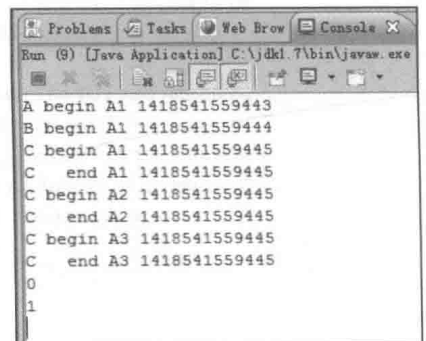 Problems Tasks Web Brow Console
Run (9) [Java Application] C:\jdk1.7\bin\javaw.exe
A begin A1 1418541559443
B begin A1 1418541559444
C begin A1 1418541559445
C   end A1 1418541559445
C begin A2 1418541559445
C   end A2 1418541559445
C begin A3 1418541559445
C   end A3 1418541559445
0
1